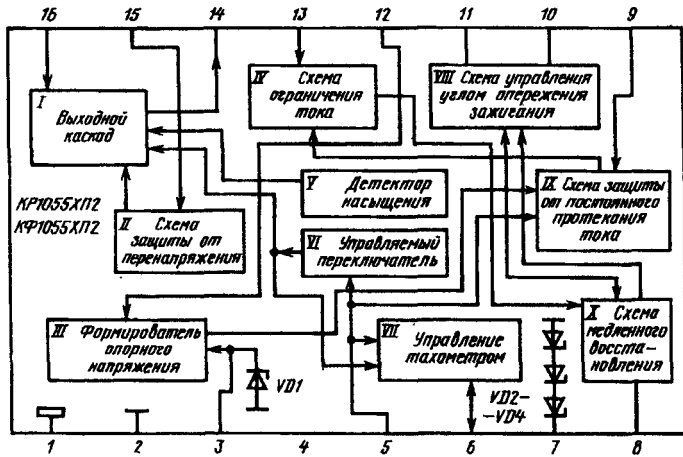 16 15 14 13 12 11 10 9
I
Выходной
каскад
IV Схема
ограничения
тока
VIII Схема управления
углом опережения
зажигания
КР1055ХП2
КФ1055ХП2
II Схема
защиты от
перенапряжения
V Детектор
насыщения
IX Схема защиты
от постоянного
протекания
тока
VI Управляемый
переключатель
III Формирователь
опорного
напряжения
VII Управление
тахометром
X Схема
медленного
восста-
новления
VD1
VD2-
-VD4
1 2 3 4 5 6 7 8